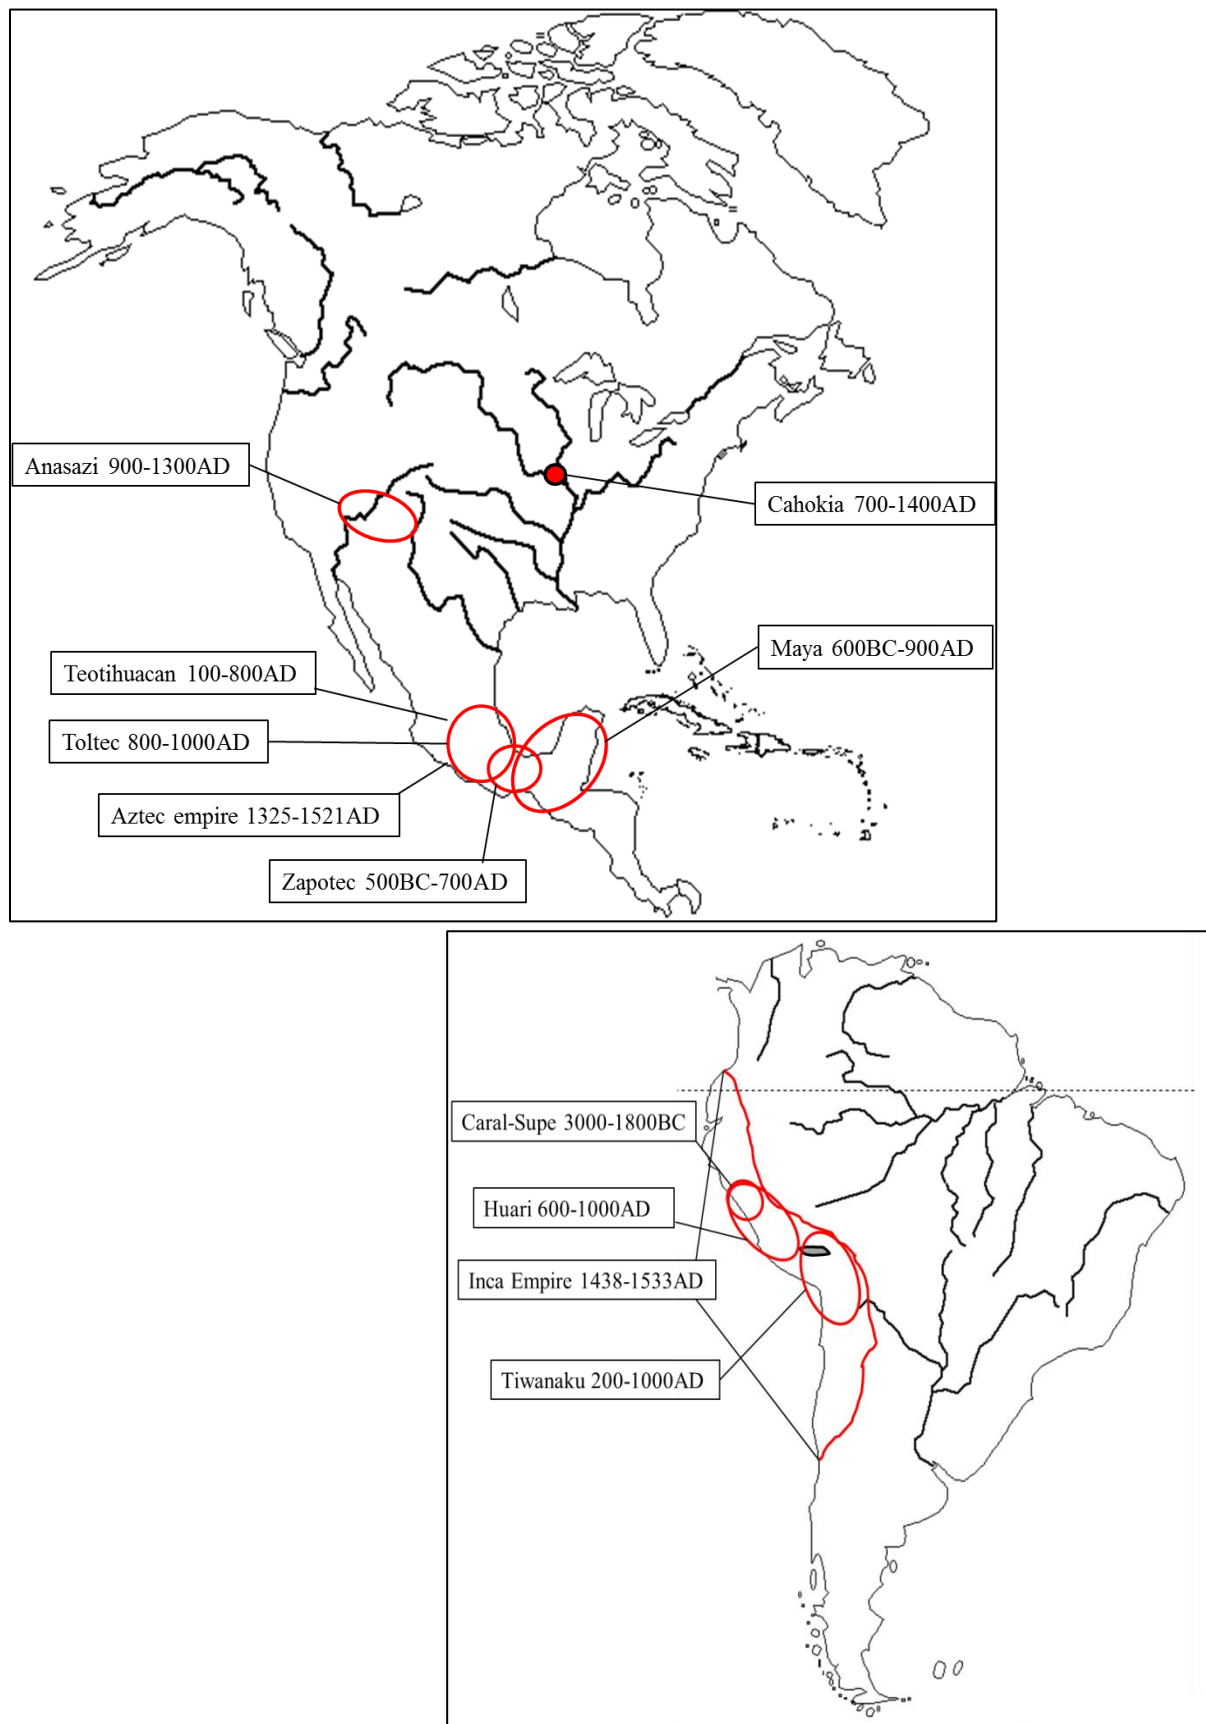 Anasazi 900-1300AD
Cahokia 700-1400AD
Maya 600BC-900AD
Teotihuacan 100-800AD
Toltec 800-1000AD
Aztec empire 1325-1521AD
Zapotec 500BC-700AD
Caral-Supe 3000-1800BC
Huari 600-1000AD
Inca Empire 1438-1533AD
Tiwanaku 200-1000AD